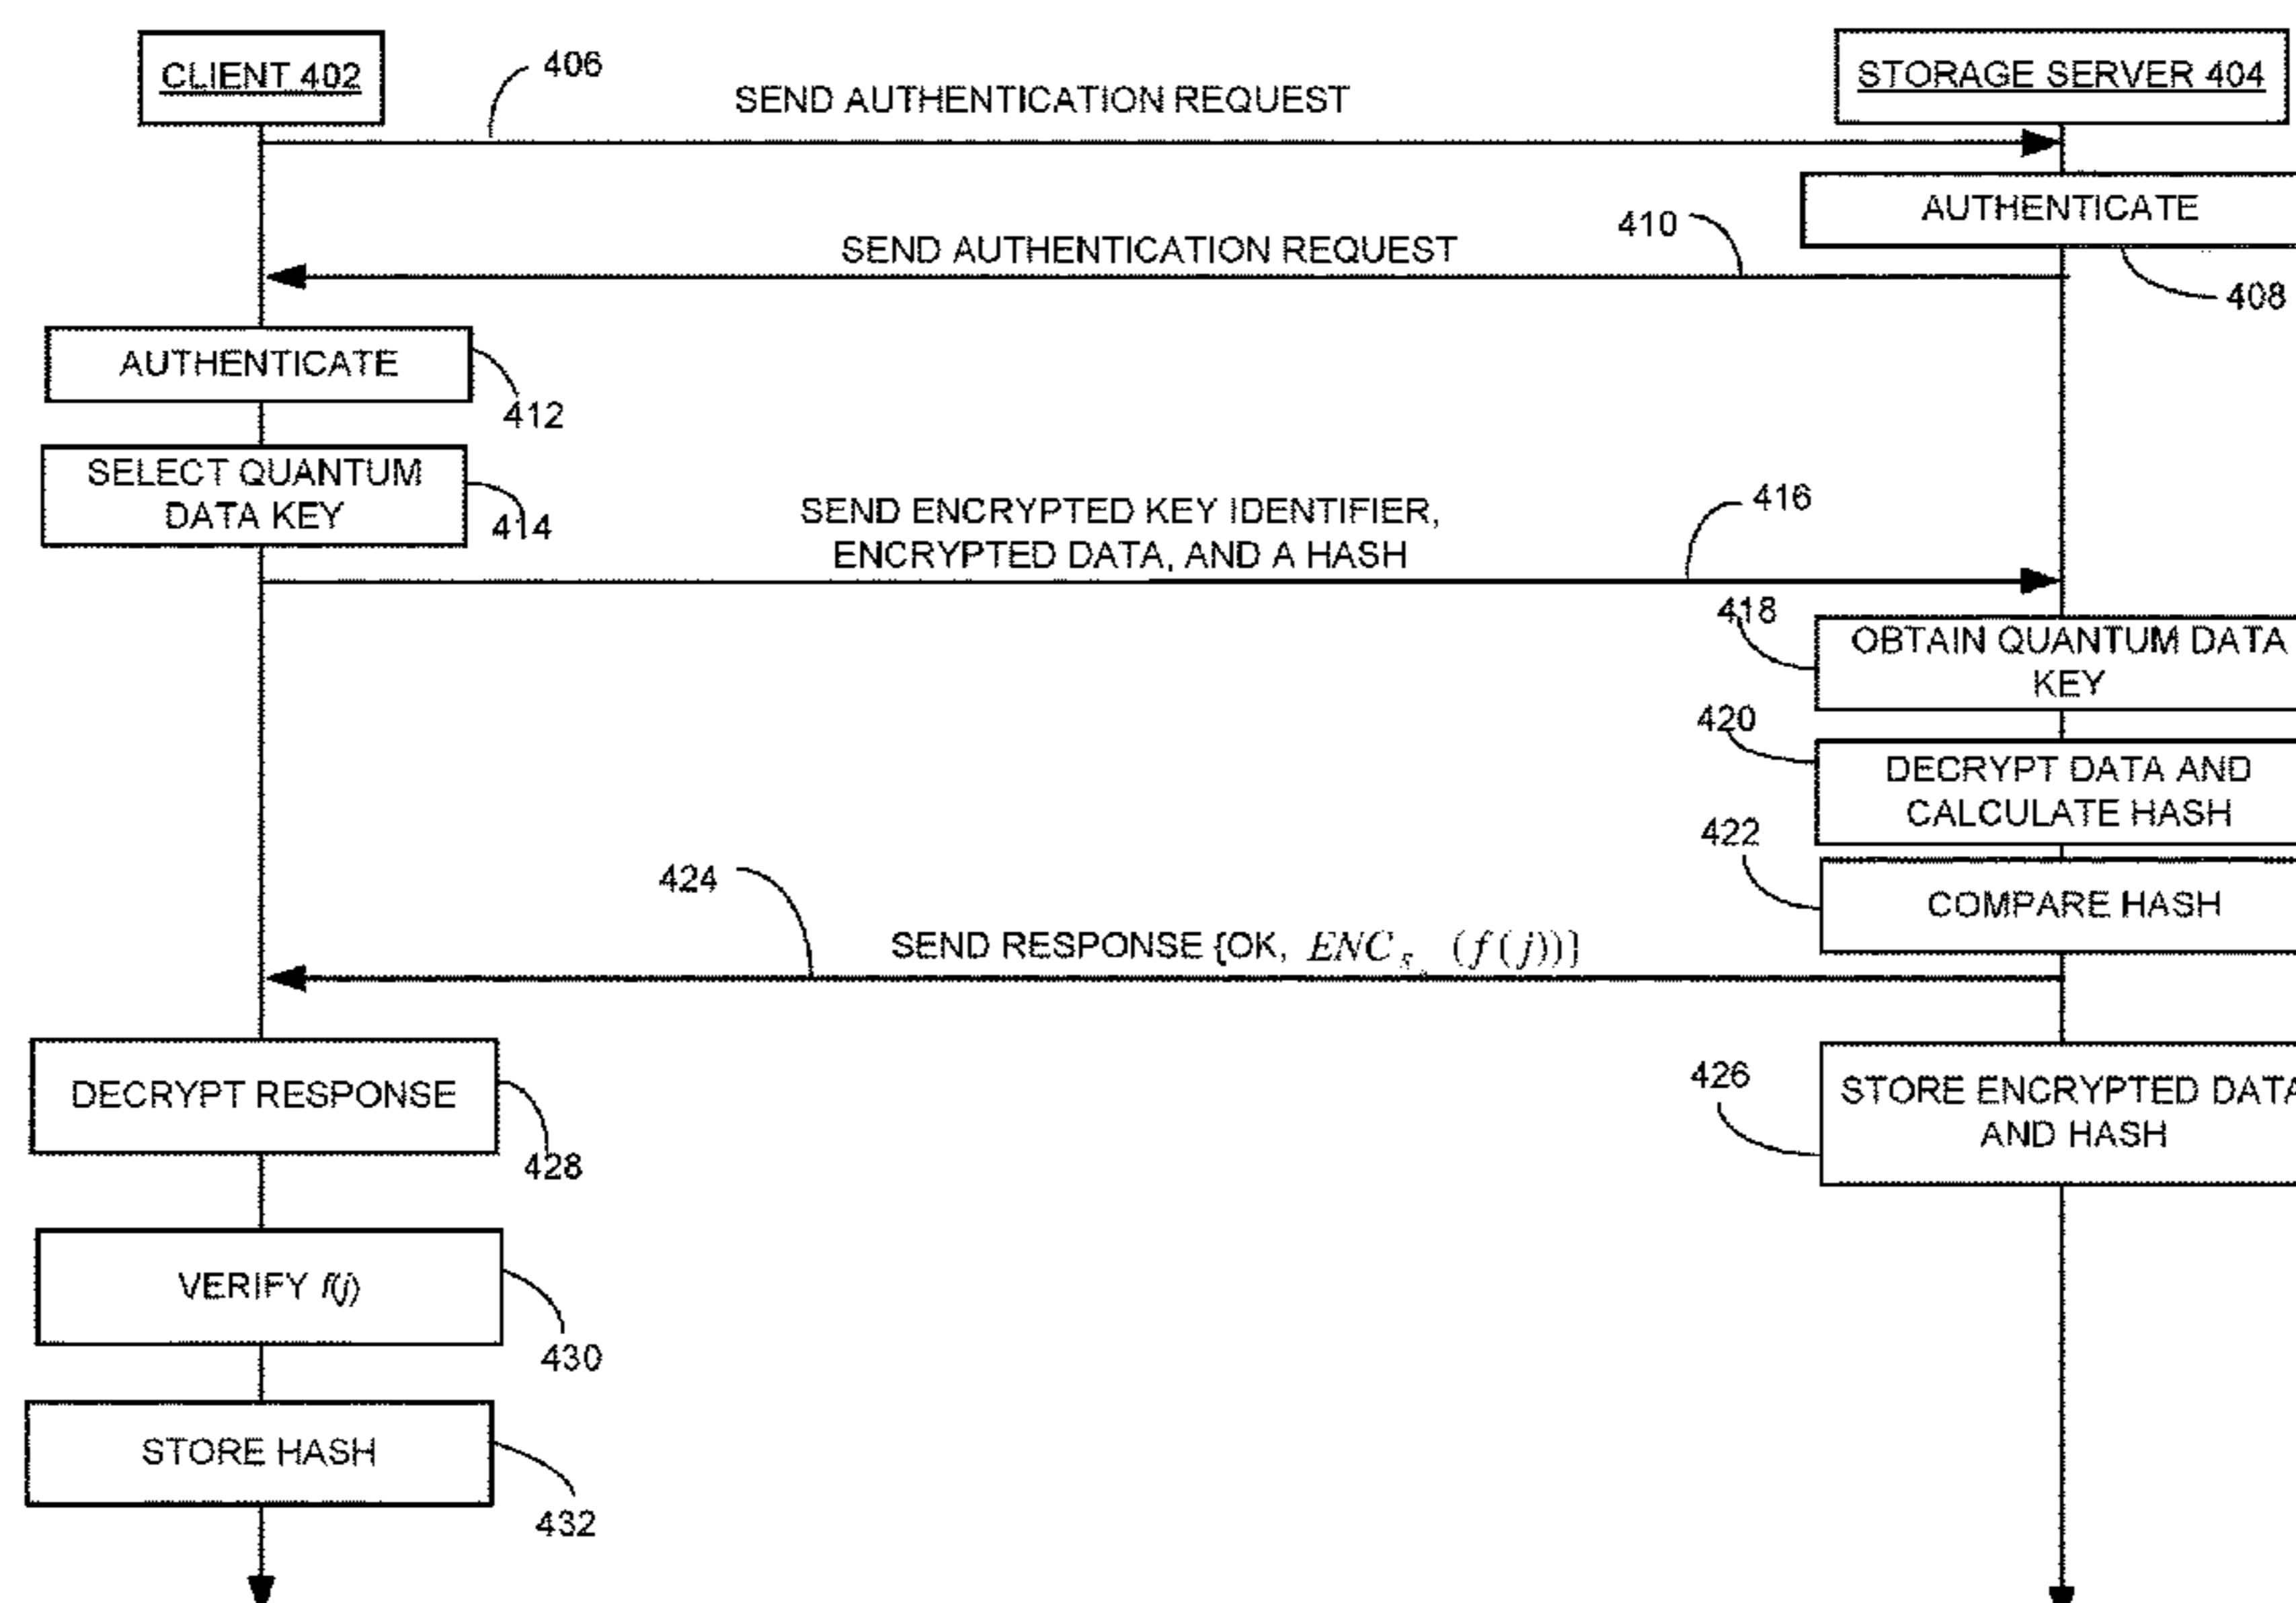 CLIENT 402
STORAGE SERVER 404
406
SEND AUTHENTICATION REQUEST
AUTHENTICATE
408
410
SEND AUTHENTICATION REQUEST
AUTHENTICATE
412
SELECT QUANTUM
DATA KEY
414
SEND ENCRYPTED KEY IDENTIFIER,
ENCRYPTED DATA, AND A HASH
416
418
OBTAIN QUANTUM DATA
KEY
420
DECRYPT DATA AND
CALCULATE HASH
422
COMPARE HASH
424
SEND RESPONSE {OK, ENC (f(j))}
426
STORE ENCRYPTED DATA
AND HASH
DECRYPT RESPONSE
428
VERIFY f(j)
430
STORE HASH
432